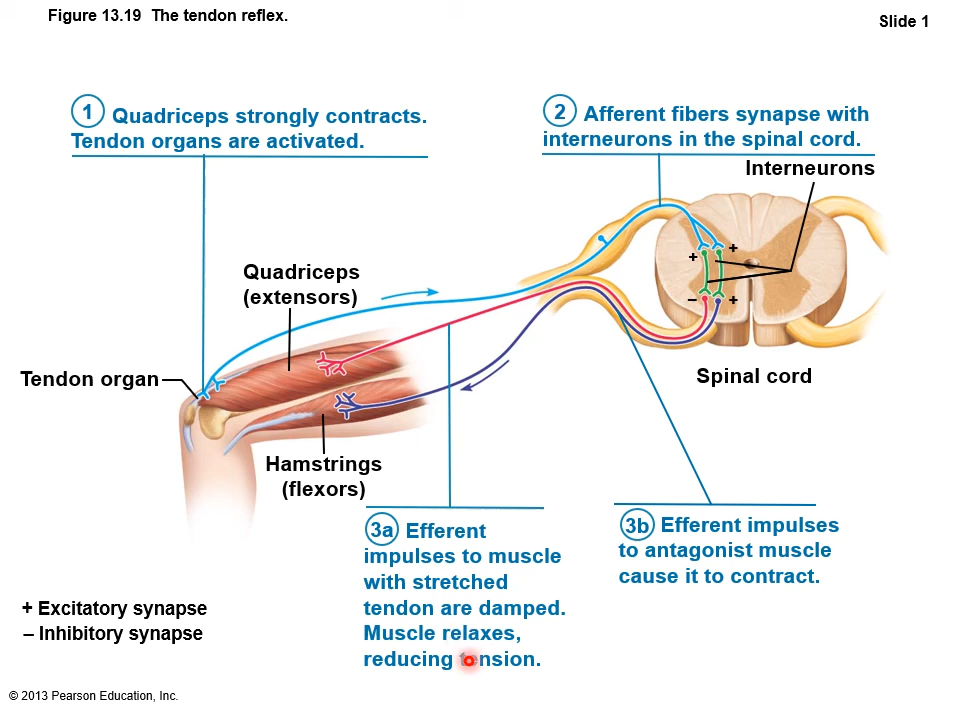 Figure 13.19 The tendon reflex.
Slide 1
1 Quadriceps strongly contracts.
Tendon organs are activated.
2 Afferent fibers synapse with
interneurons in the spinal cord.
Interneurons
+
+
–
+
Quadriceps
(extensors)
Tendon organ
Spinal cord
Hamstrings
(flexors)
3a Efferent
impulses to muscle
with stretched
tendon are damped.
Muscle relaxes,
reducing tension.
3b Efferent impulses
to antagonist muscle
cause it to contract.
+ Excitatory synapse
– Inhibitory synapse
© 2013 Pearson Education, Inc.